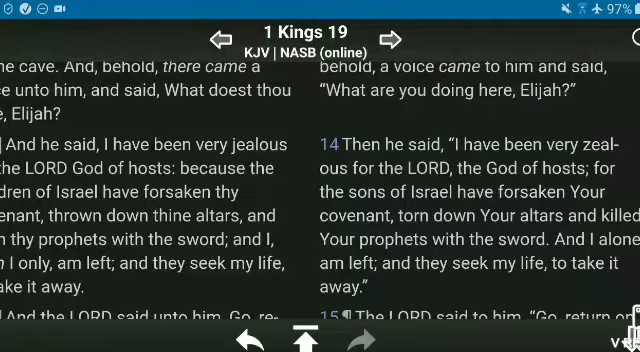 97%
1 Kings 19
KJV | NASB (online)
he cave. And, behold, there came a
ce unto him, and said, What doest thou
e, Elijah?
And he said, I have been very jealous
the LORD God of hosts: because the
dren of Israel have forsaken thy
enant, thrown down thine altars, and
n thy prophets with the sword; and I,
n I only, am left; and they seek my life,
ake it away.
And the LORD said unto him, Go, re-
behold, a voice came to him and said,
“What are you doing here, Elijah?”
14 Then he said, “I have been very zeal-
ous for the LORD, the God of hosts; for
the sons of Israel have forsaken Your
covenant, torn down Your altars and killed
Your prophets with the sword. And I alone
am left; and they seek my life, to take it
away.”
15 ¶ The LORD said to him, “Go, return on